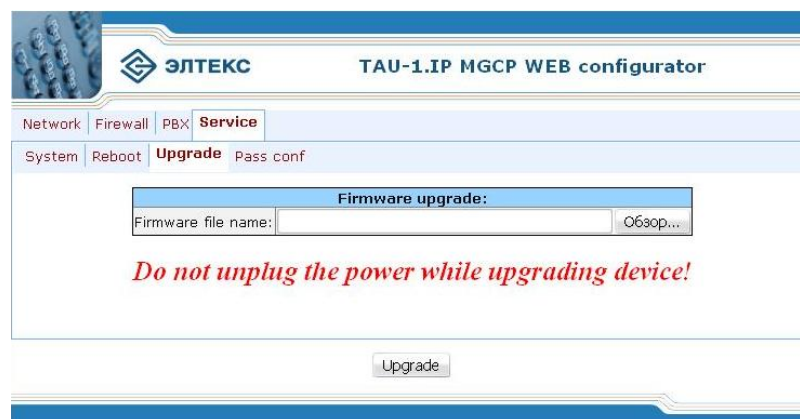 ЭЛТЕКС TAU-1.IP MGCP WEB configurator
Network Firewall PBX Service
System Reboot Upgrade Pass conf
Firmware upgrade:
Firmware file name: Обзор...
Do not unplug the power while upgrading device!
Upgrade